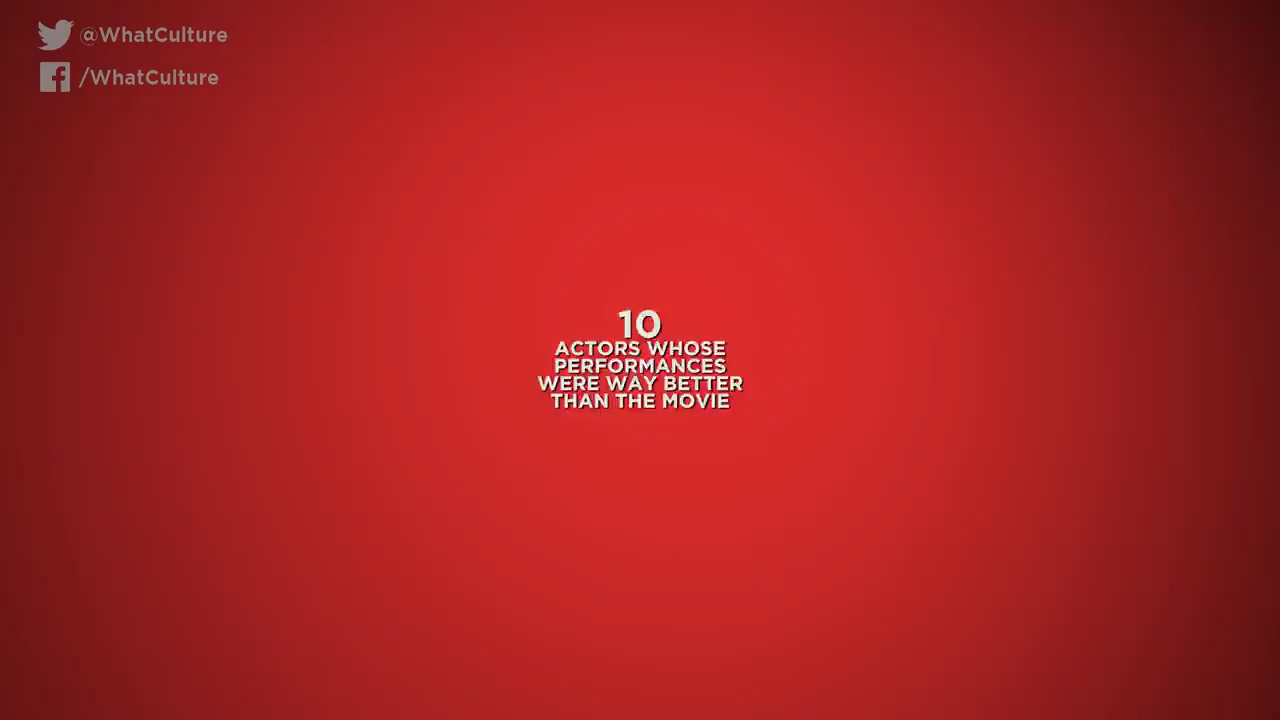 @WhatCulture
/WhatCulture
10
ACTORS WHOSE
PERFORMANCES
WERE WAY BETTER
THAN THE MOVIE